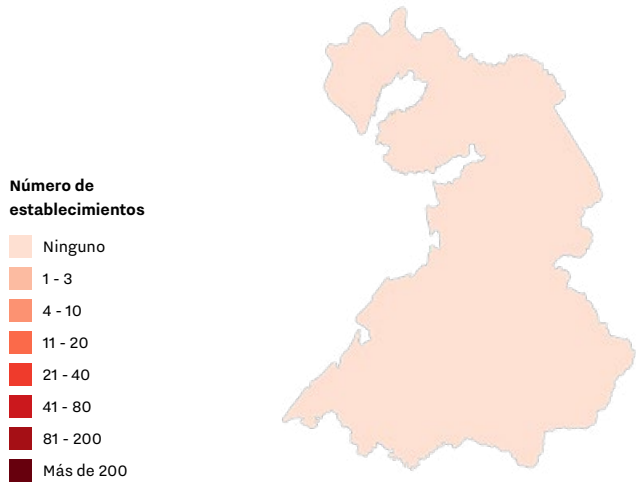 Número de
establecimientos
Ninguno
1 - 3
4 - 10
11 - 20
21 - 40
41 - 80
81 - 200
Más de 200